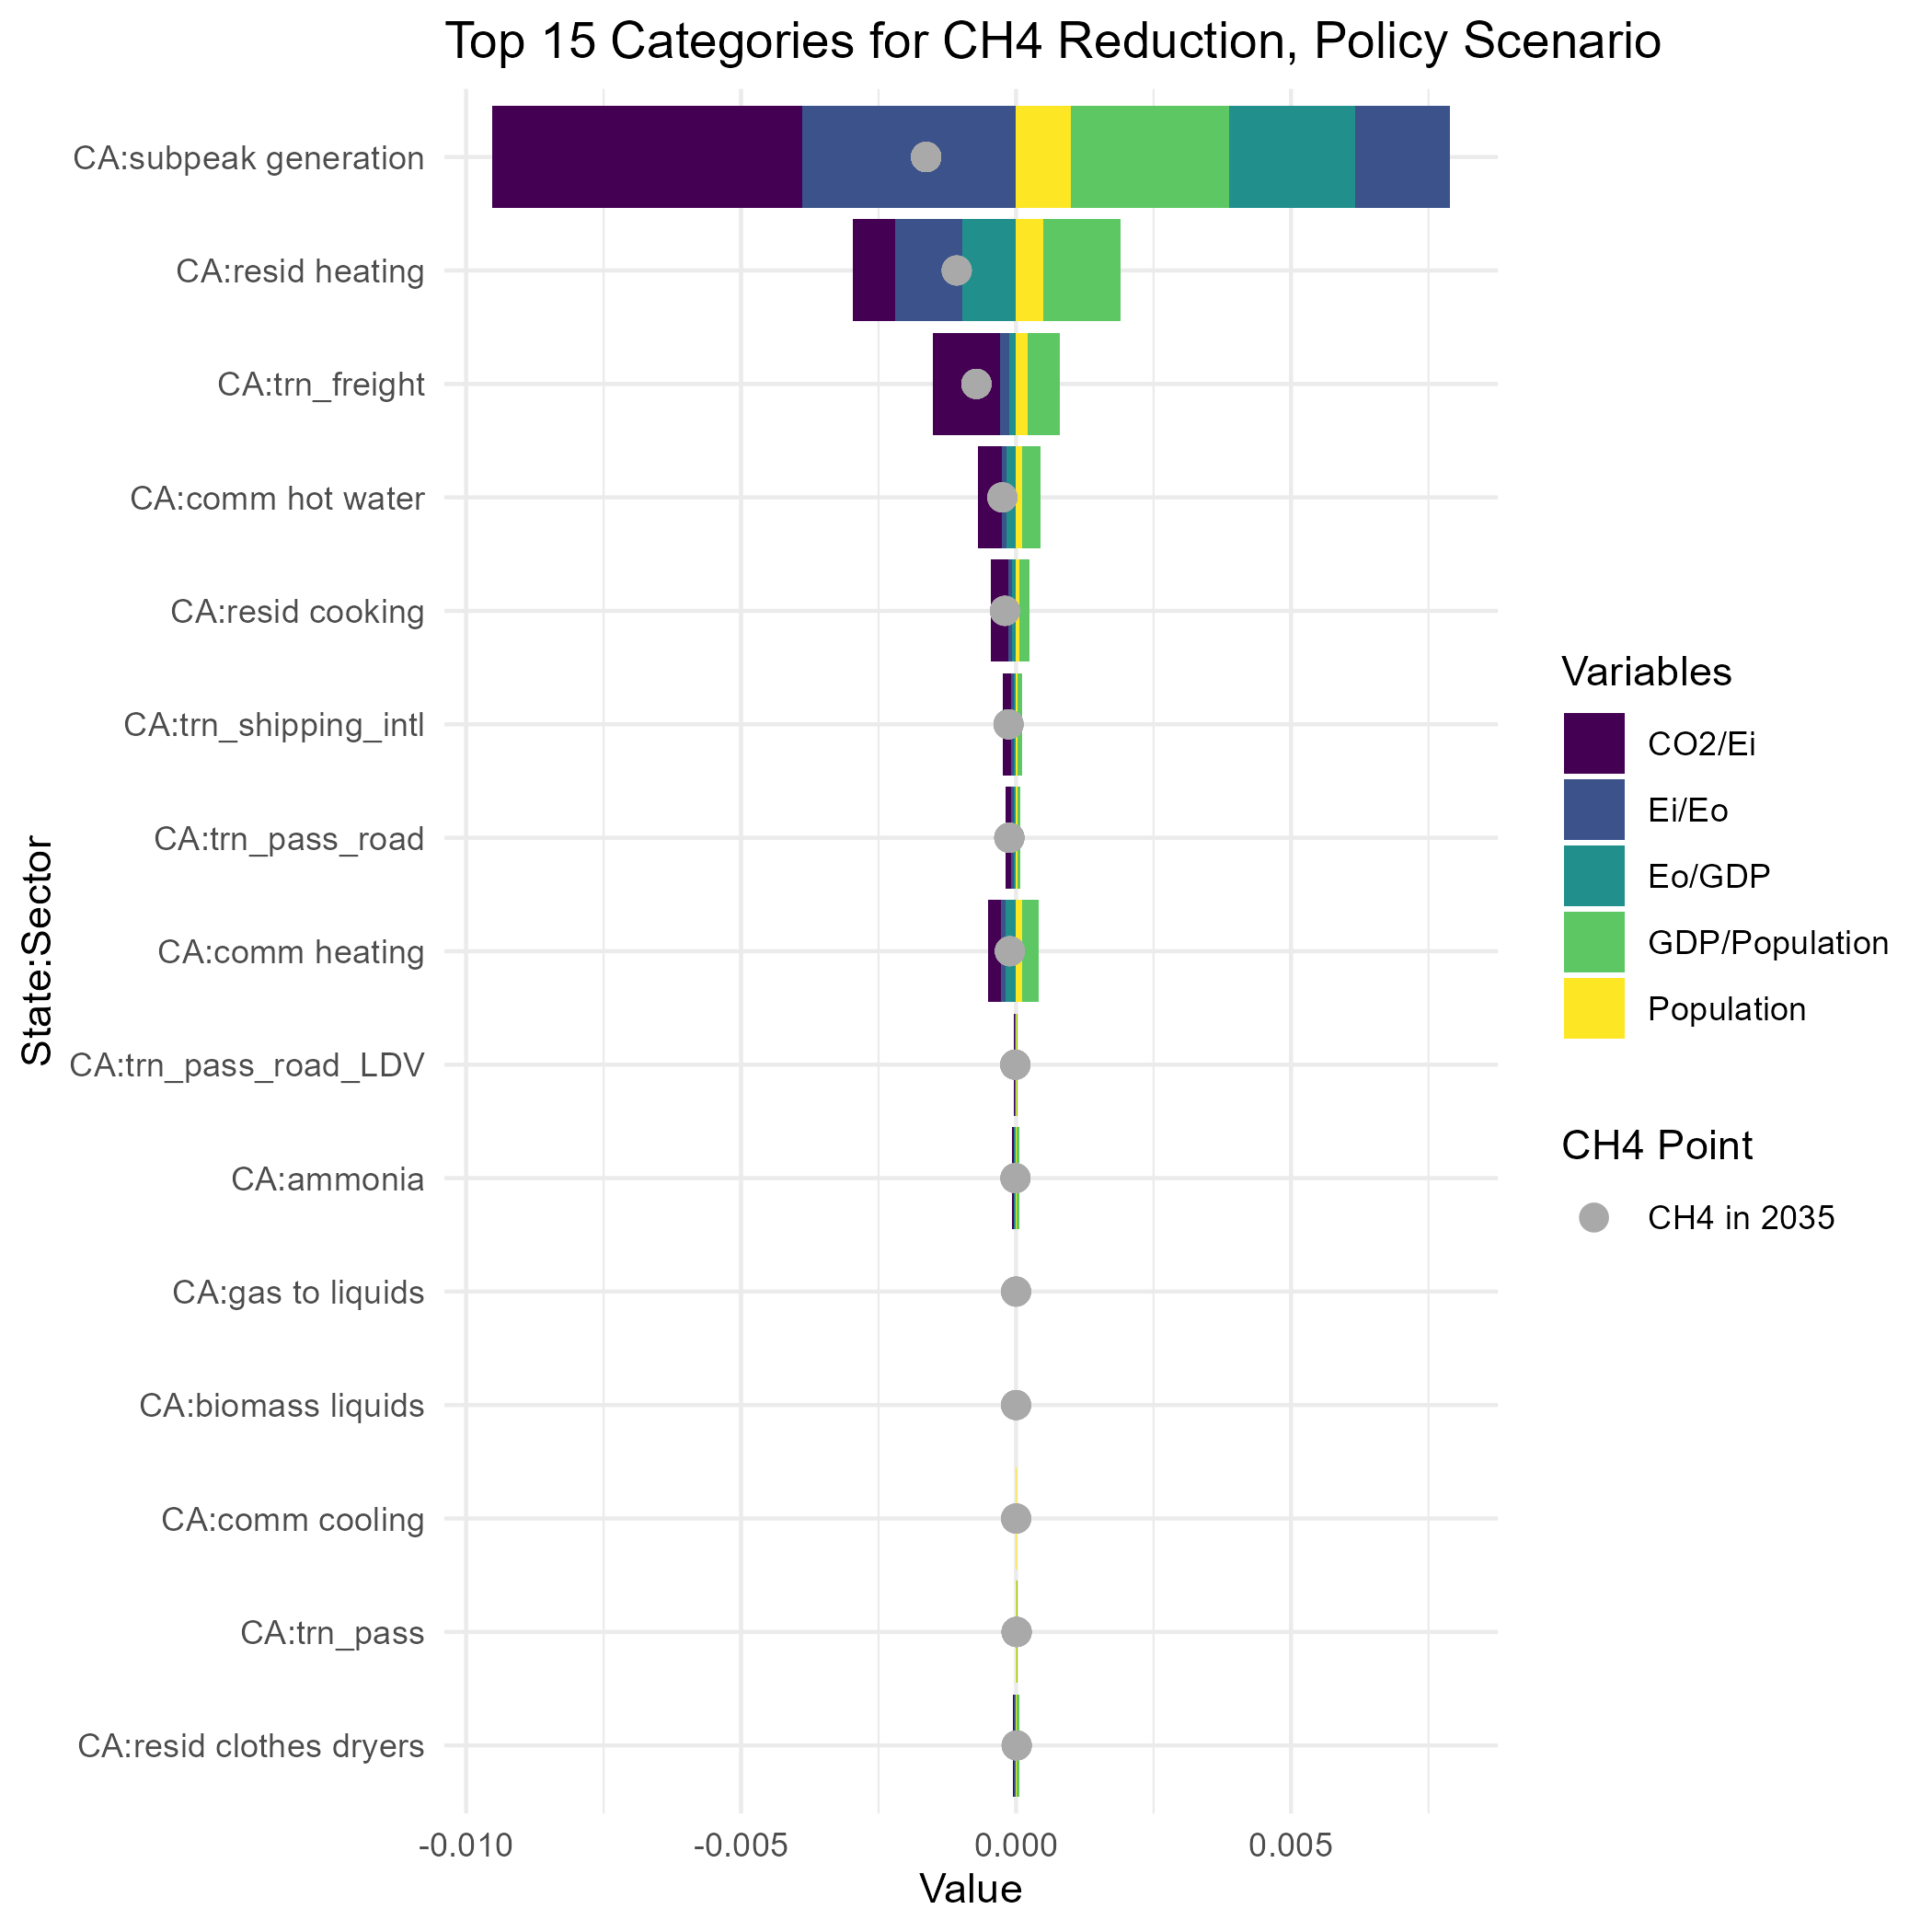 Top 15 Categories for CH4 Reduction, Policy Scenario
State:Sector
CA:subpeak generation
CA:resid heating
CA:trn_freight
CA:comm hot water
CA:resid cooking
CA:trn_shipping_intl
CA:trn_pass_road
CA:comm heating
CA:trn_pass_road_LDV
CA:ammonia
CA:gas to liquids
CA:biomass liquids
CA:comm cooling
CA:trn_pass
CA:resid clothes dryers
-0.010
-0.005
0.000
0.005
Value
Variables
CO2/Ei
Ei/Eo
Eo/GDP
GDP/Population
Population
CH4 Point
CH4 in 2035